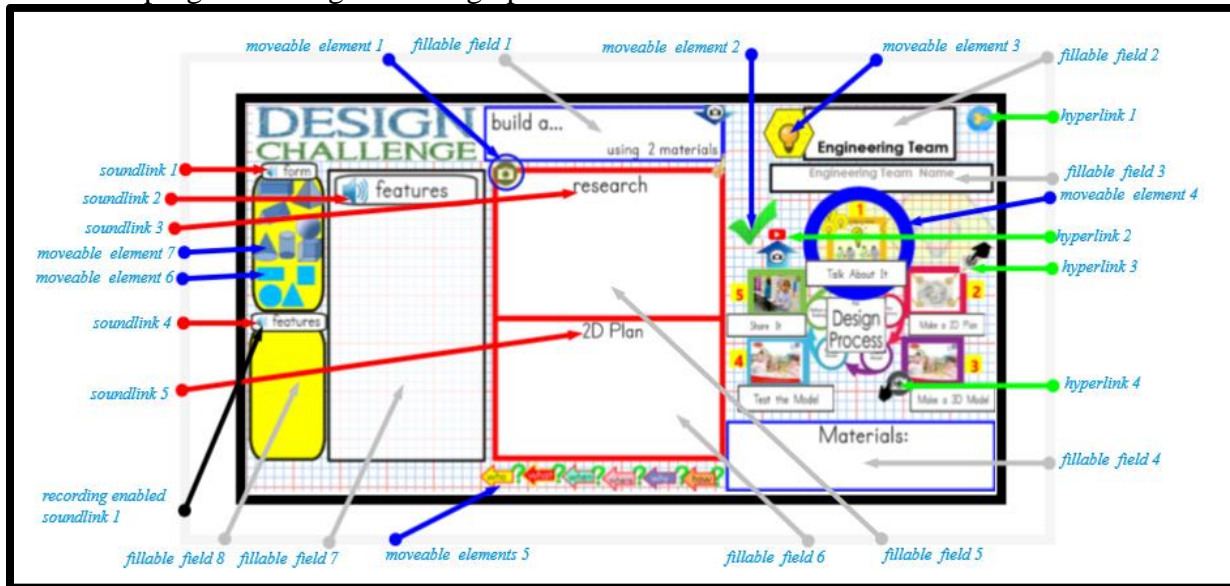 moveable element 1
fillable field 1
moveable element 2
moveable element 3
fillable field 2
hyperlink 1
DESIGN
CHALLENGE
build a...
using 2 materials
Engineering Team
soundlink 1
form
Engineering Team Name
fillable field 3
soundlink 2
features
research
1
moveable element 4
soundlink 3
hyperlink 2
moveable element 7
Talk About It
hyperlink 3
moveable element 6
5
2
soundlink 4
features
Share It
Design
Process
Make a 2D Plan
2D Plan
4
3
soundlink 5
hyperlink 4
Test the Model
Make a 3D Model
Materials:
fillable field 4
recording enabled
soundlink 1
fillable field 8
fillable field 7
moveable elements 5
fillable field 6
fillable field 5